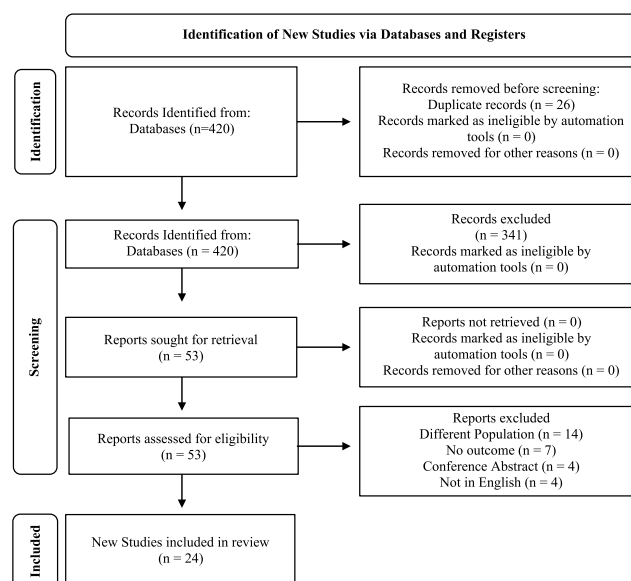 Identification of New Studies via Databases and Registers
Identification
Records Identified from:
Databases (n=420)
Records removed before screening:
Duplicate records (n = 26)
Records marked as ineligible by automation
tools (n = 0)
Records removed for other reasons (n = 0)
Screening
Records Identified from:
Databases (n = 420)
Records excluded
(n = 341)
Records marked as ineligible by
automation tools (n = 0)
Reports sought for retrieval
(n = 53)
Reports not retrieved (n = 0)
Records marked as ineligible by
automation tools (n = 0)
Records removed for other reasons (n = 0)
Reports assessed for eligibility
(n = 53)
Reports excluded
Different Population (n = 14)
No outcome (n = 7)
Conference Abstract (n = 4)
Not in English (n = 4)
Included
New Studies included in review
(n = 24)